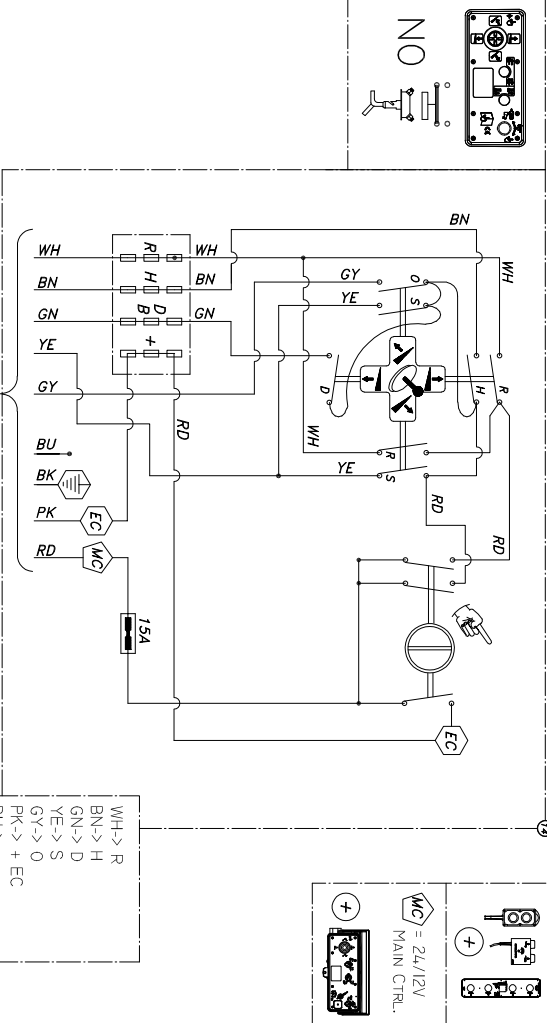 NO
BN
WH
GY
O
YE
S
D
H
R
WH
R
YE
S
RD
RD
WH
WH
R
BN
BN
H
GN
GN
D
B
YE
+
GY
RD
BU
BK
PK
EC
RD
MC
15A
EC
14
WH-> R
BN-> H
GN-> D
YE-> S
GY-> O
PK-> + EC
MC = 24/12V
MAIN CTRL.
+
+